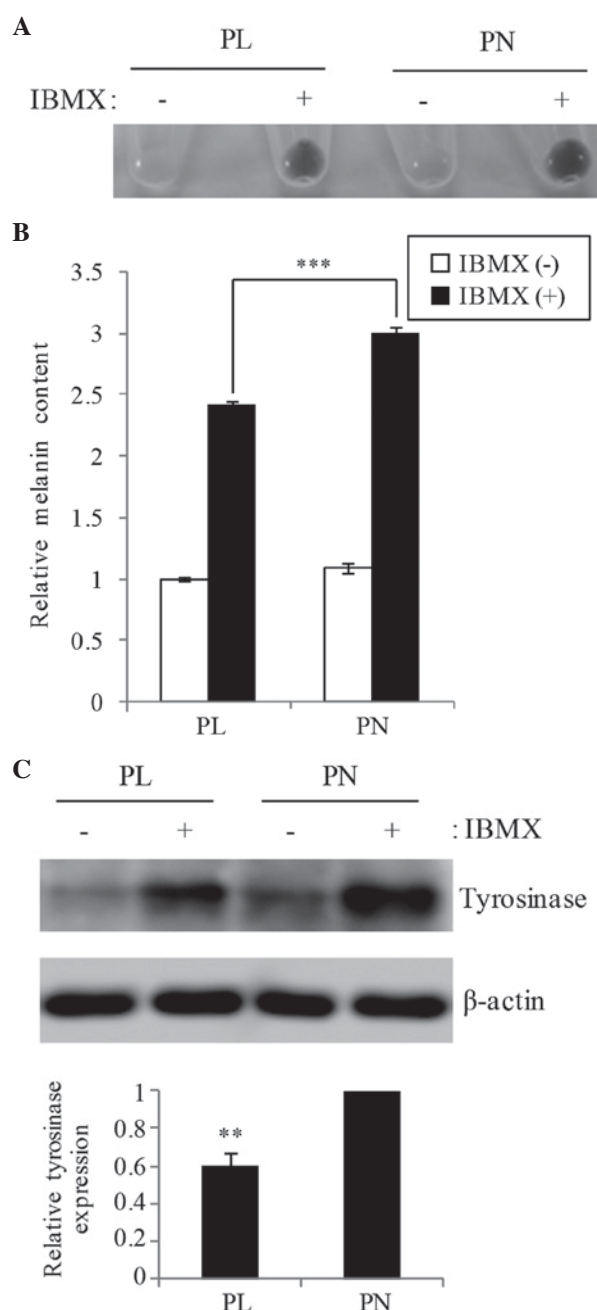 A
PL PN
IBMX: - + - +
B
IBMX (-)
IBMX (+)
***
3.5
3
2.5
2
1.5
1
0.5
0
Relative melanin content
PL PN
C
PL PN
- + - + : IBMX
Tyrosinase
β-actin
Relative tyrosinase
expression
1
0.8
0.6
0.4
0.2
0
**
PL PN